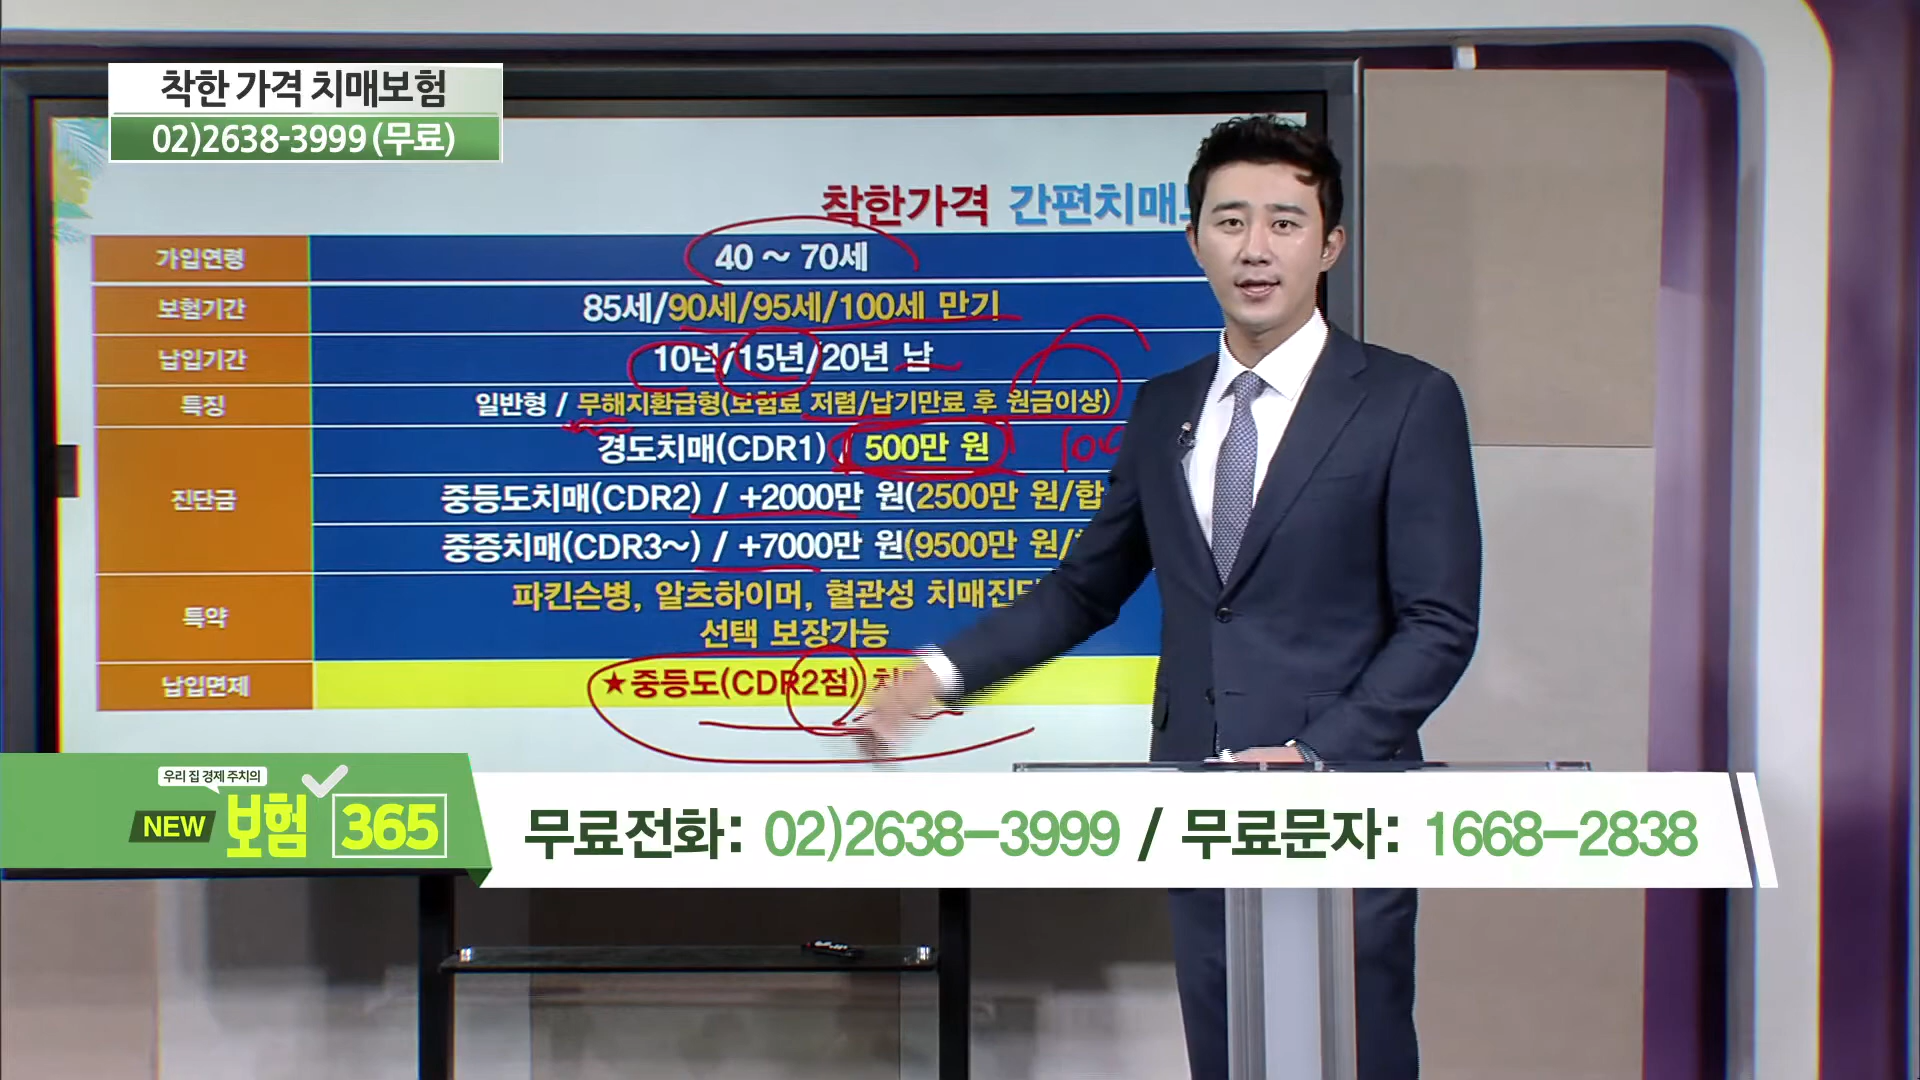 착한 가격 치매보험
02)2638-3999 (무료)
착한가격 간편치매보
가입연령 40 ~ 70세
보험기간 85세/90세/95세/100세 만기
납입기간 10년/15년/20년 납
특징 일반형 / 무해지환급형(보험료 저렴/납기만료 후 원금이상)
진단금 경도치매(CDR1) / 500만 원 100
중등도치매(CDR2) / +2000만 원(2500만 원/합
중증치매(CDR3~) / +7000만 원(9500만 원/
특약 파킨슨병, 알츠하이머, 혈관성 치매진단
선택 보장가능
납입면제 ★중등도(CDR2점) 치
우리 집 경제 주치의
NEW 보험 365
무료전화: 02)2638-3999 / 무료문자: 1668-2838